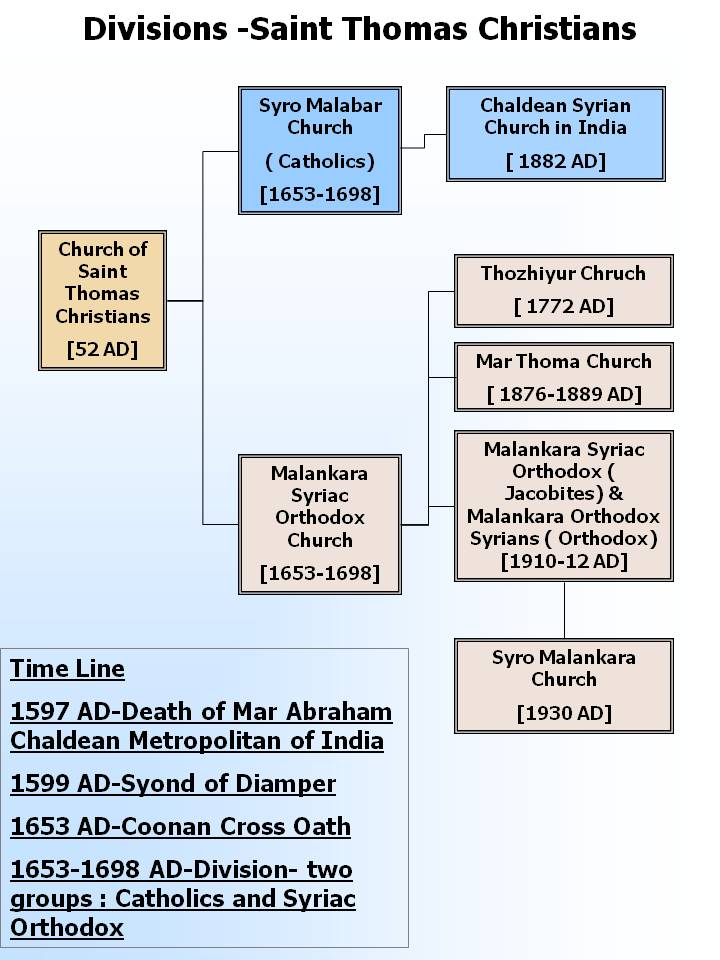 Divisions -Saint Thomas Christians
Syro Malabar
Church
( Catholics)
[1653-1698]
Chaldean Syrian
Church in India
[ 1882 AD]
Church of
Saint
Thomas
Christians
[52 AD]
Thozhiyur Chruch
[ 1772 AD]
Mar Thoma Church
[ 1876-1889 AD]
Malankara
Syriac
Orthodox
Church
[1653-1698]
Malankara Syriac
Orthodox (
Jacobites) &
Malankara Orthodox
Syrians ( Orthodox)
[1910-12 AD]
Syro Malankara
Church
[1930 AD]
Time Line
1597 AD-Death of Mar Abraham
Chaldean Metropolitan of India
1599 AD-Syond of Diamper
1653 AD-Coonan Cross Oath
1653-1698 AD-Division- two
groups : Catholics and Syriac
Orthodox